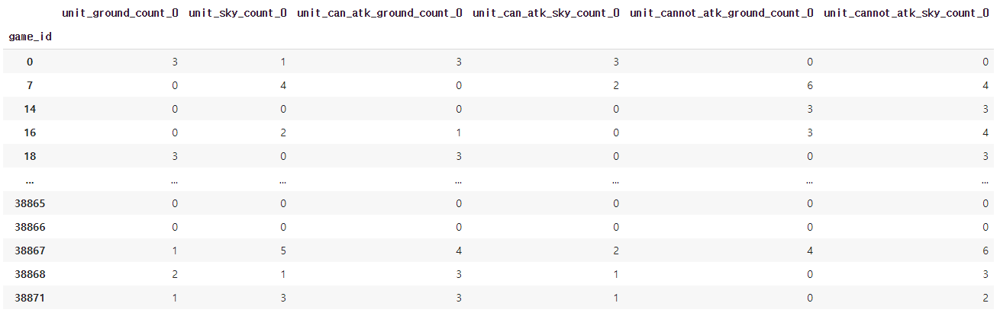 unit_ground_count_0 unit_sky_count_0 unit_can_atk_ground_count_0 unit_can_atk_sky_count_0 unit_cannot_atk_ground_count_0 unit_cannot_atk_sky_count_0
game_id
0 3 1 3 3 0 0
7 0 4 0 2 6 4
14 0 0 0 0 3 3
16 0 2 1 0 3 4
18 3 0 3 0 0 3
... ... ... ... ... ... ...
38865 0 0 0 0 0 0
38866 0 0 0 0 0 0
38867 1 5 4 2 4 6
38868 2 1 3 1 0 3
38871 1 3 3 1 0 2